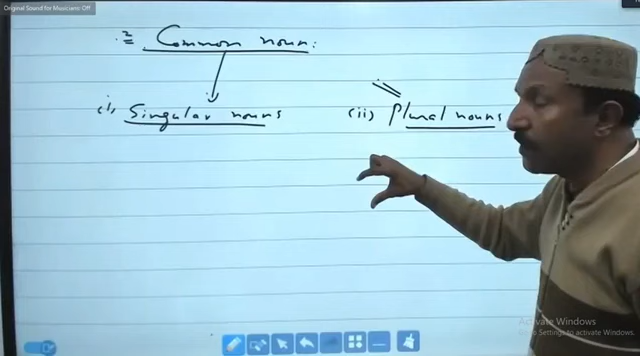 Original Sound for Musicians: Off
2 Common noun:
(i) Singular nouns (ii) Plural nouns
Activate Windows
Go to Settings to activate Windows.